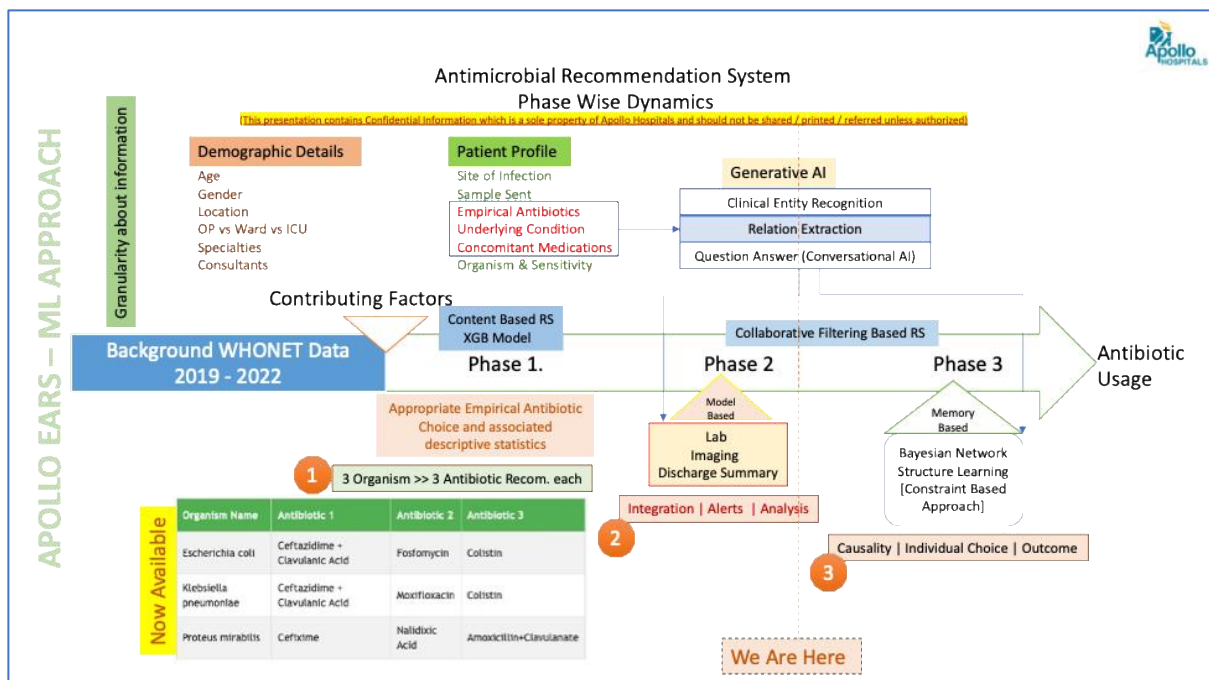 Apollo
HOSPITALS
Antimicrobial Recommendation System
Phase Wise Dynamics
(This presentation contains Confidential Information which is a sole property of Apollo Hospitals and should not be shared / printed / referred unless authorized)
APOLLO EARS – ML APPROACH
Granularity about information
Demographic Details
Age
Gender
Location
OP vs Ward vs ICU
Specialties
Consultants
Patient Profile
Site of Infection
Sample Sent
Empirical Antibiotics
Underlying Condition
Concomitant Medications
Organism & Sensitivity
Generative AI
Clinical Entity Recognition
Relation Extraction
Question Answer (Conversational AI)
Contributing Factors
Background WHONET Data
2019 - 2022
Content Based RS
XGB Model
Phase 1.
Collaborative Filtering Based RS
Phase 2
Phase 3
Antibiotic
Usage
Appropriate Empirical Antibiotic
Choice and associated
descriptive statistics
Model
Based
Lab
Imaging
Discharge Summary
Memory
Based
Bayesian Network
Structure Learning
[Constraint Based
Approach]
1
3 Organism >> 3 Antibiotic Recom. each
2
Integration | Alerts | Analysis
3
Causality | Individual Choice | Outcome
Now Available
Organism Name Antibiotic 1 Antibiotic 2 Antibiotic 3
Escherichia coli Ceftazidime + Clavulanic Acid Fosfomycin Colistin
Klebsiella pneumoniae Ceftazidime + Clavulanic Acid Moxifloxacin Colistin
Proteus mirabilis Cefixime Nalidixic Acid Amoxicillin+Clavulanate
We Are Here